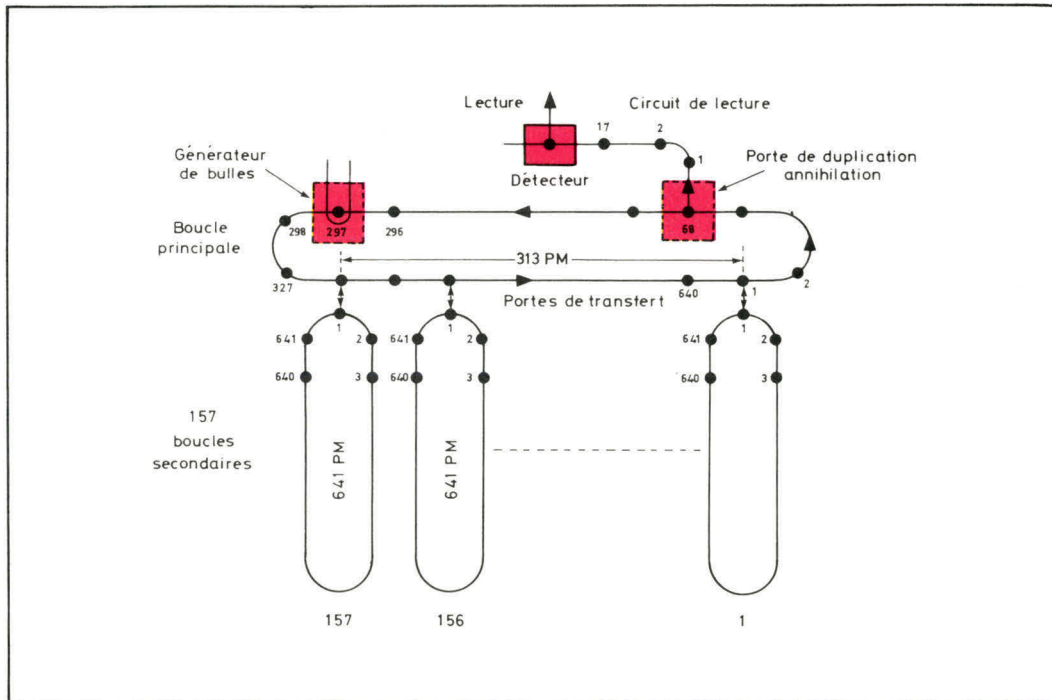 Lecture
Circuit de lecture
17
2
1
Générateur
de bulles
Détecteur
Porte de duplication
annihilation
Boucle
principale
298
297
296
68
313 PM
327
Portes de transfert
640
1
2
1
1
1
641
2
641
2
641
2
640
3
640
3
640
3
157
boucles
secondaires
641 PM
641 PM
157
156
1